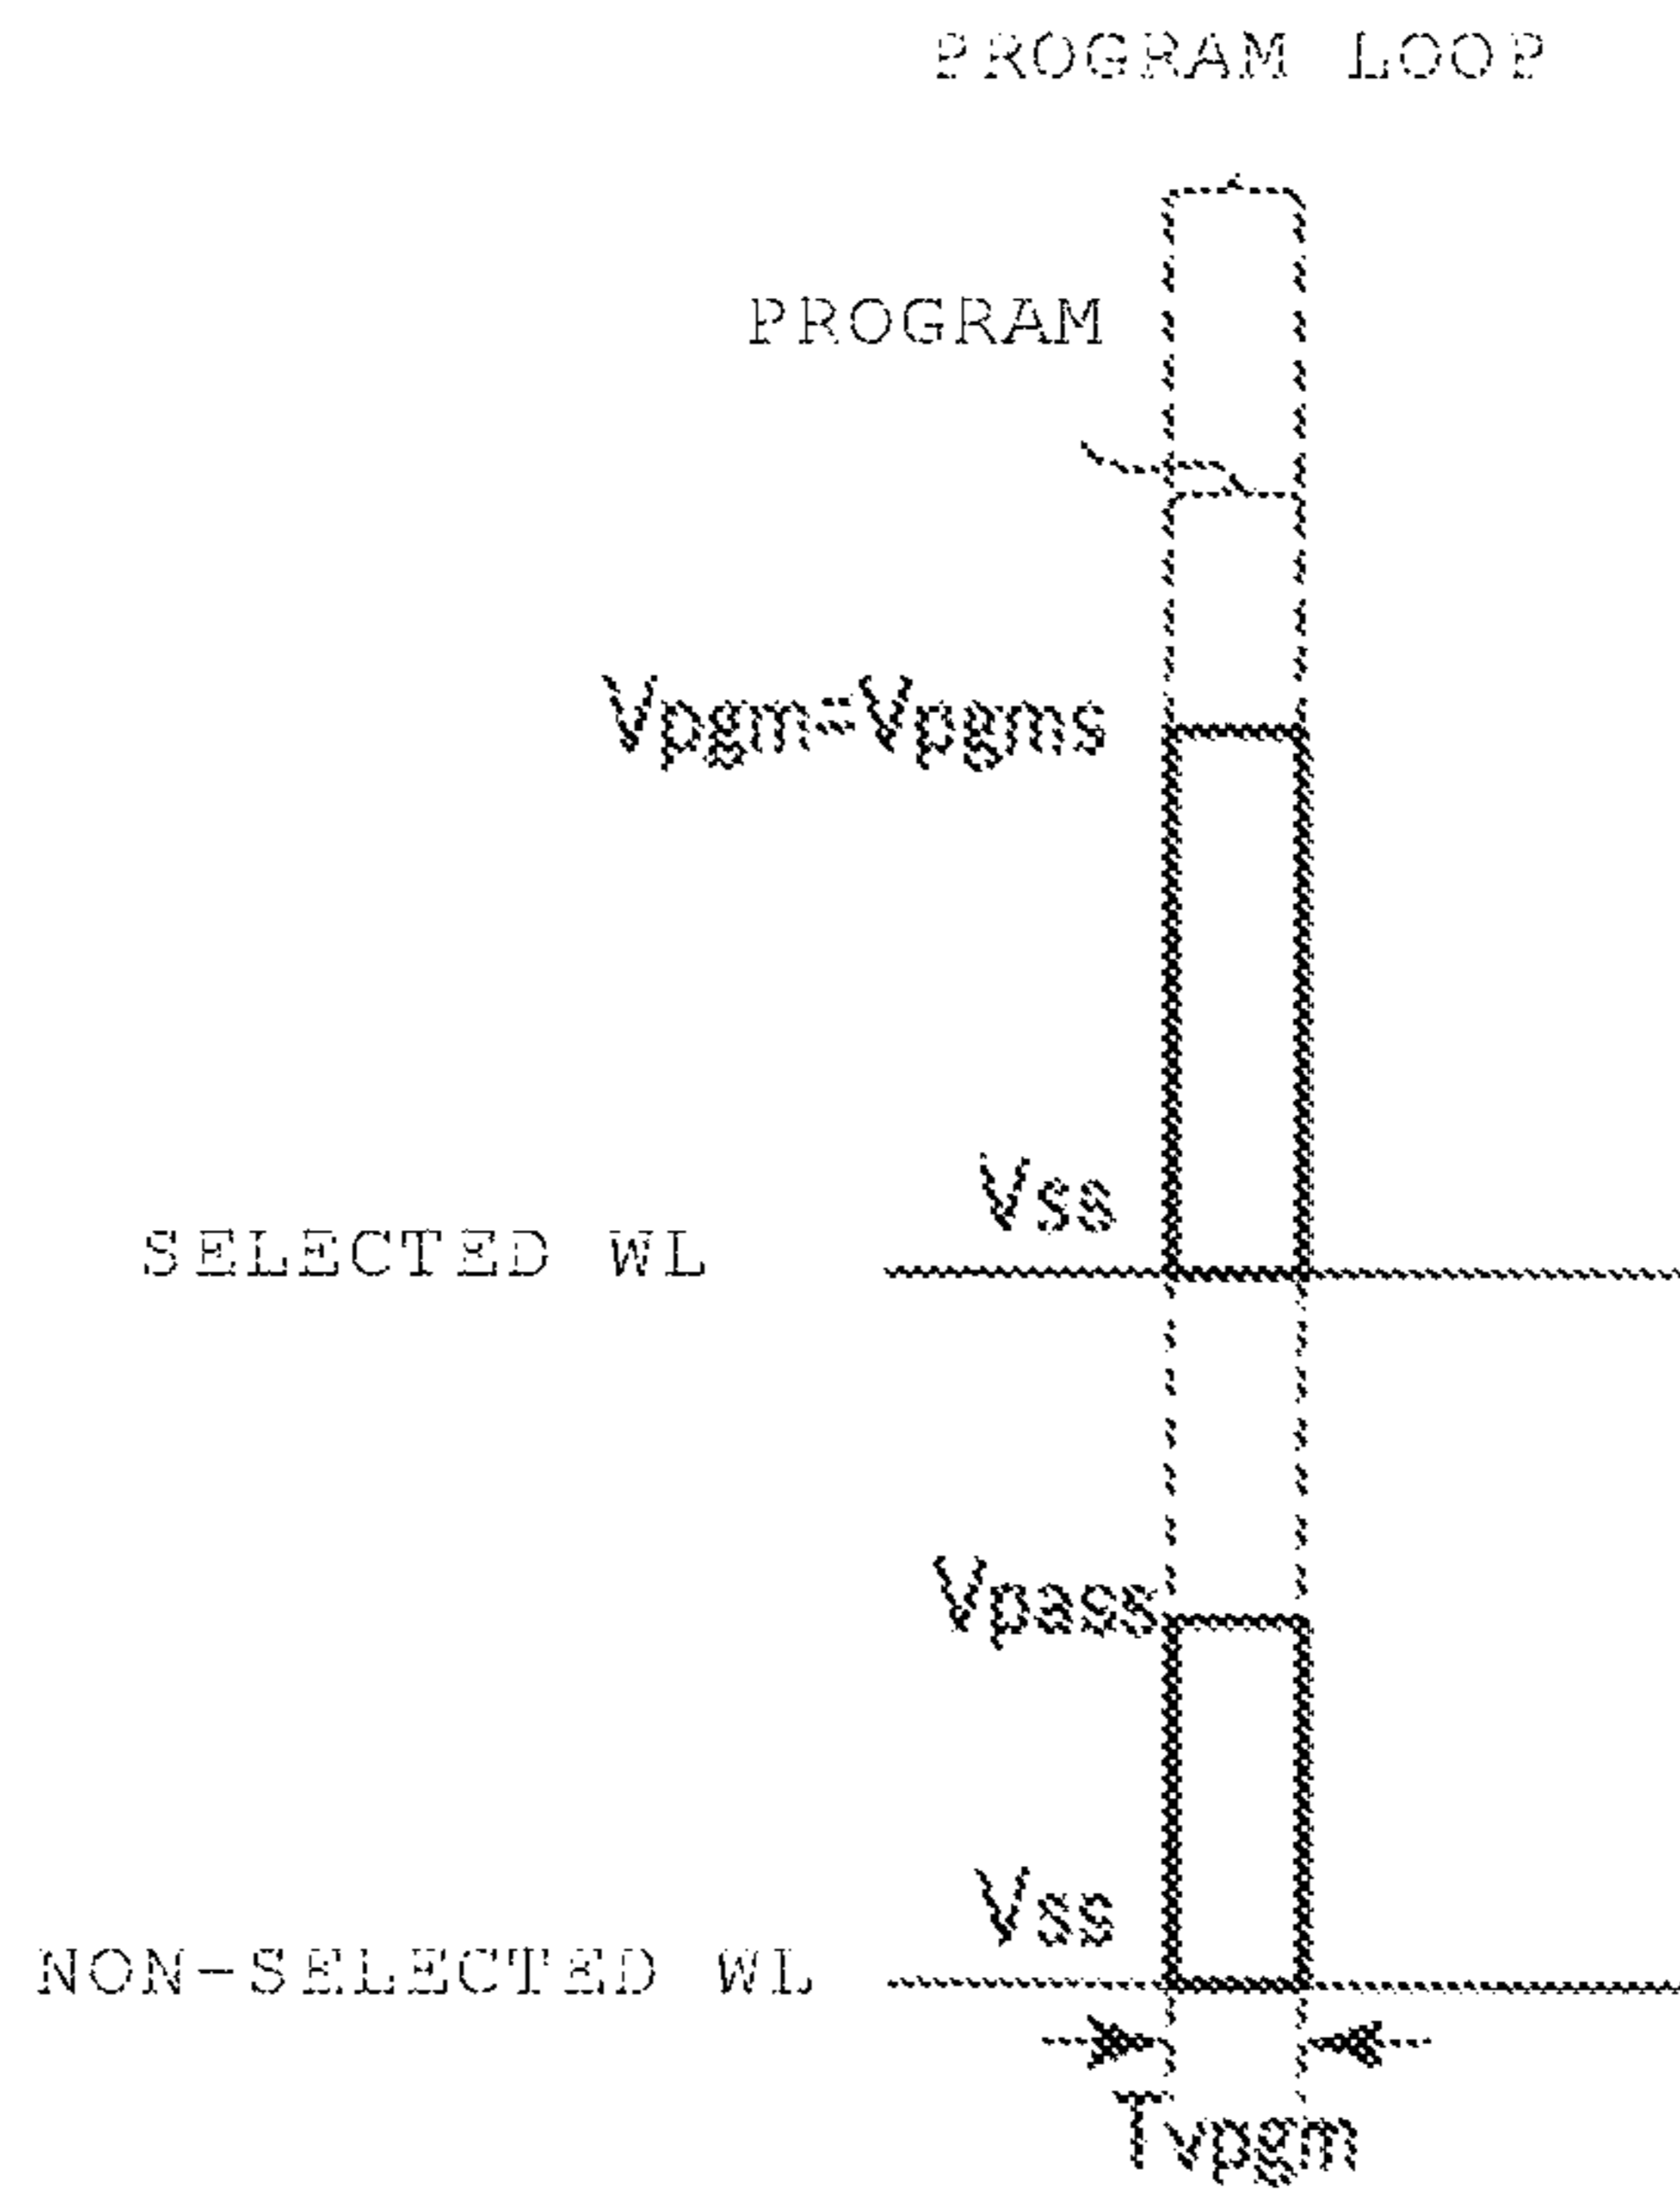 PROGRAM LOOP
PROGRAM
Vpgm=Vpgms
Vss
SELECTED WL
Vpass
Vss
NON-SELECTED WL
Tvpgm